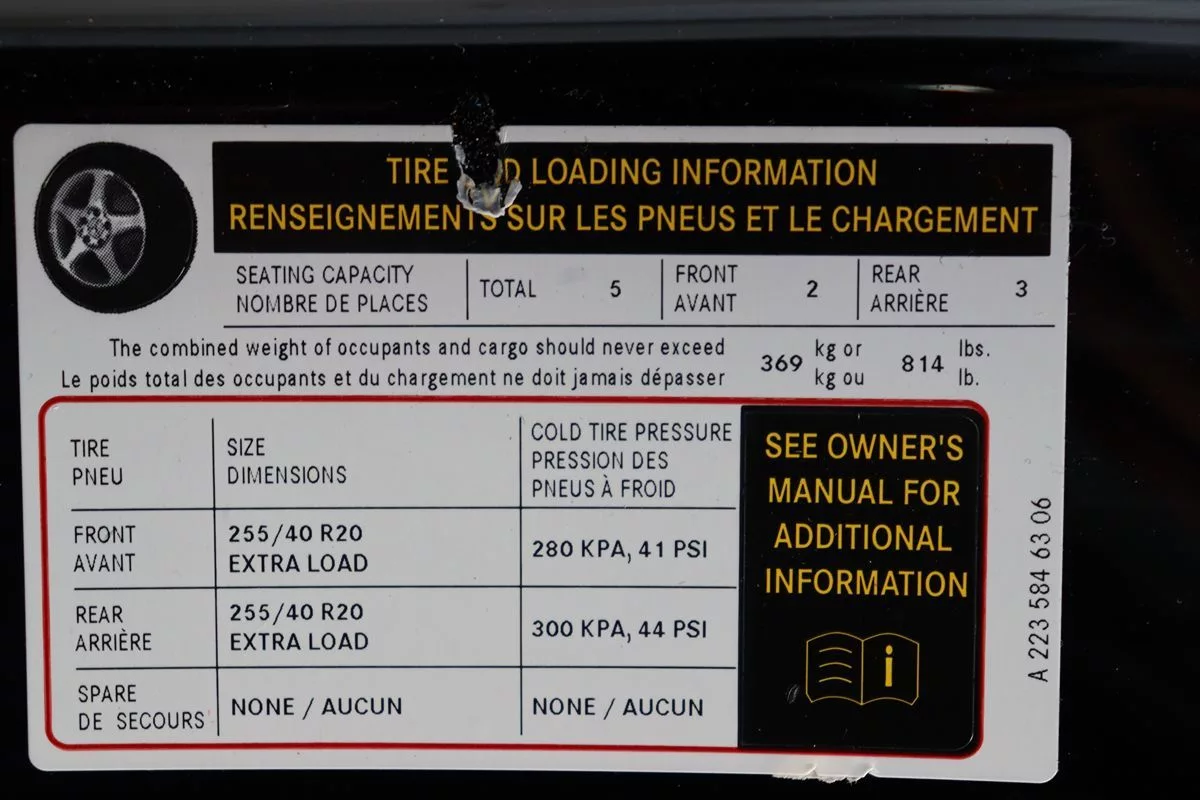 TIRE LOADING INFORMATION
RENSEIGNEMENTS SUR LES PNEUS ET LE CHARGEMENT
SEATING CAPACITY
NOMBRE DE PLACES
TOTAL 5
FRONT
AVANT
2
REAR
ARRIÈRE
3
The combined weight of occupants and cargo should never exceed
Le poids total des occupants et du chargement ne doit jamais dépasser
369
kg or
kg ou
814
lbs.
lb.
TIRE
PNEU
SIZE
DIMENSIONS
COLD TIRE PRESSURE
PRESSION DES
PNEUS À FROID
FRONT
AVANT
255/40 R20
EXTRA LOAD
280 KPA, 41 PSI
REAR
ARRIÈRE
255/40 R20
EXTRA LOAD
300 KPA, 44 PSI
SPARE
DE SECOURS
NONE / AUCUN
NONE / AUCUN
SEE OWNER'S
MANUAL FOR
ADDITIONAL
INFORMATION
i
A 223 584 63 06